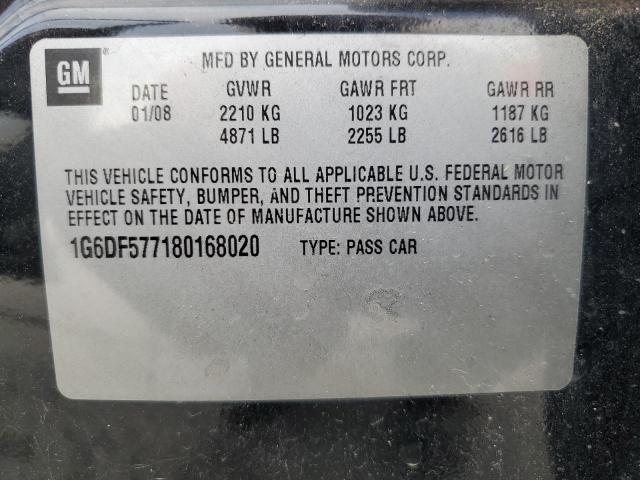 GM
MFD BY GENERAL MOTORS CORP.
DATE GVWR GAWR FRT GAWR RR
01/08 2210 KG 1023 KG 1187 KG
4871 LB 2255 LB 2616 LB
THIS VEHICLE CONFORMS TO ALL APPLICABLE U.S. FEDERAL MOTOR
VEHICLE SAFETY, BUMPER, AND THEFT PREVENTION STANDARDS IN
EFFECT ON THE DATE OF MANUFACTURE SHOWN ABOVE.
1G6DF577180168020 TYPE: PASS CAR